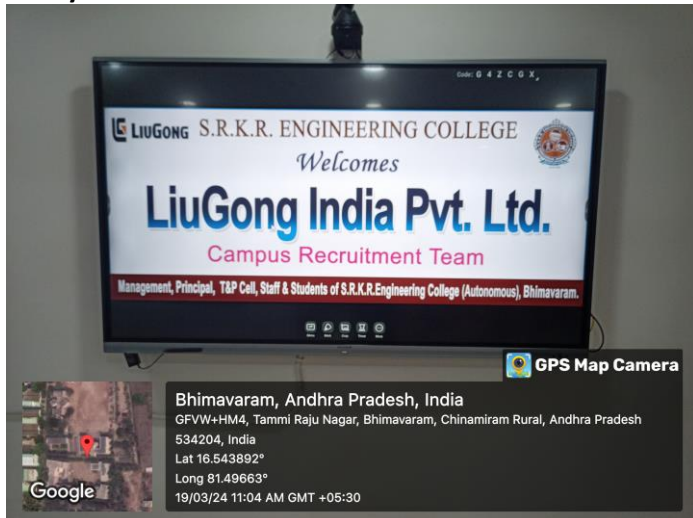 Code: G 4 Z C G X
LIUGONG S.R.K.R. ENGINEERING COLLEGE
Welcomes
LiuGong India Pvt. Ltd.
Campus Recruitment Team
Management, Principal, T&P Cell, Staff & Students of S.R.K.R.Engineering College (Autonomous), Bhimavaram.
GPS Map Camera
Bhimavaram, Andhra Pradesh, India
GFVW+HM4, Tammi Raju Nagar, Bhimavaram, Chinamiram Rural, Andhra Pradesh
534204, India
Lat 16.543892°
Long 81.49663°
19/03/24 11:04 AM GMT +05:30
Google